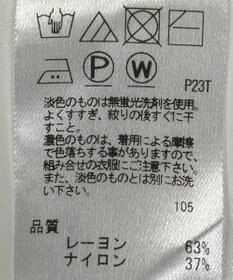 P W
P23T
淡色のものは無蛍光洗剤を使用。
よくすすぎ、絞りの後すぐに干
すこと。
濃色のものは、着用による摩擦
で色落ちする事がありますので、
組み合せの衣服にご注意下さい。
また、淡色のものとは別にお洗
い下さい。
105
品質
レーヨン 63%
ナイロン 37%